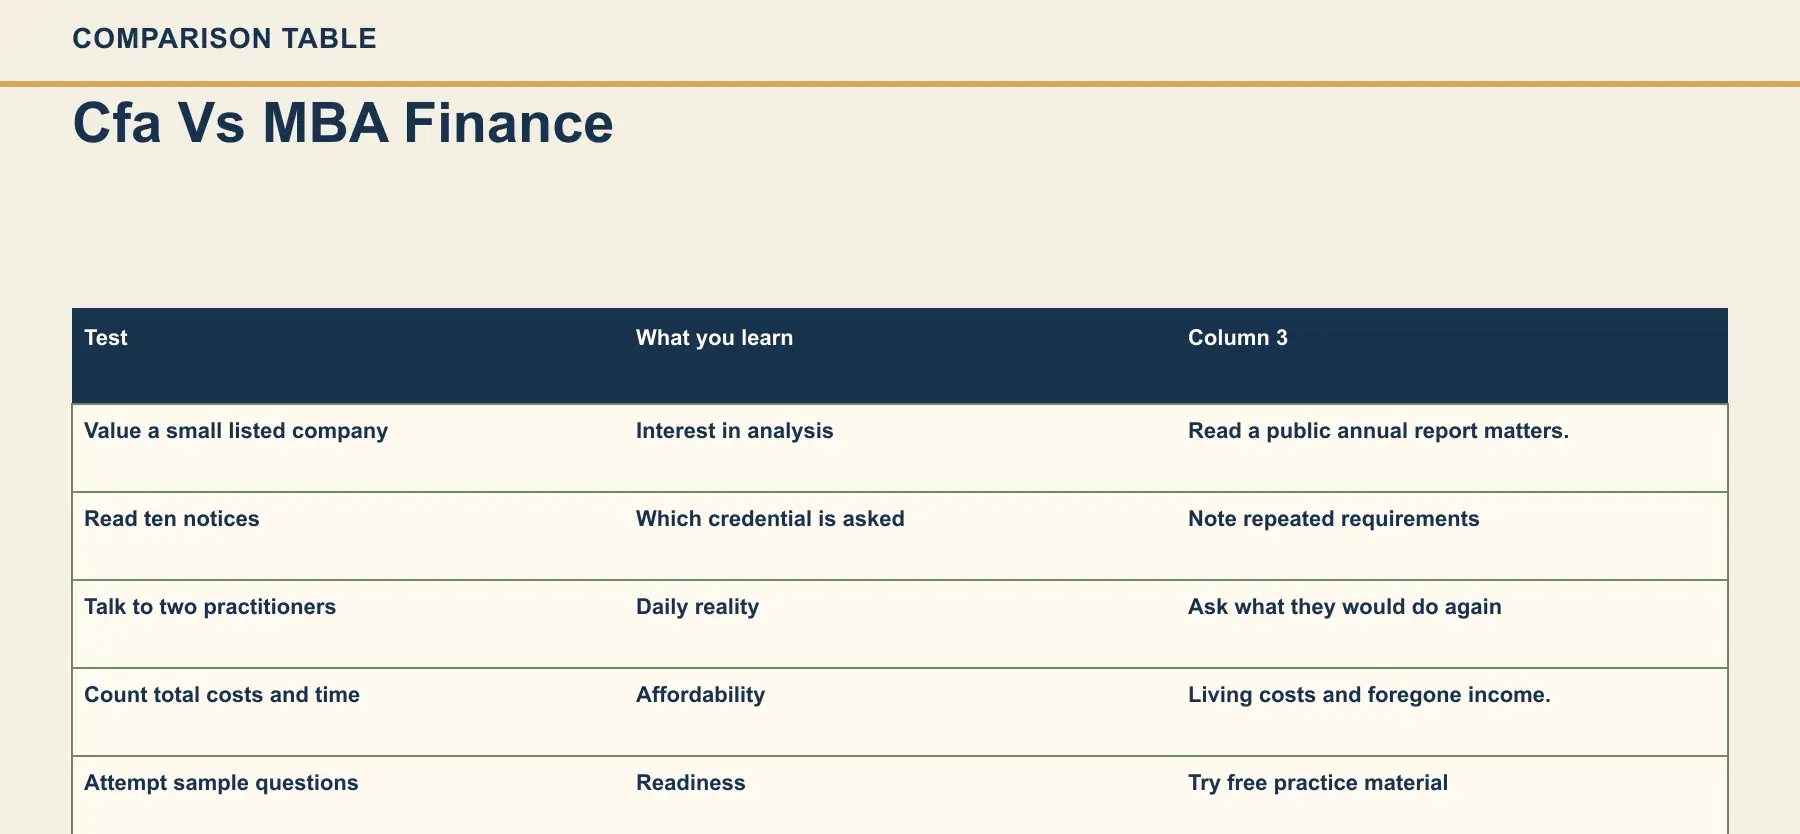 COMPARISON TABLE
Cfa Vs MBA Finance
Test What you learn Column 3
Value a small listed company Interest in analysis Read a public annual report matters.
Read ten notices Which credential is asked Note repeated requirements
Talk to two practitioners Daily reality Ask what they would do again
Count total costs and time Affordability Living costs and foregone income.
Attempt sample questions Readiness Try free practice material